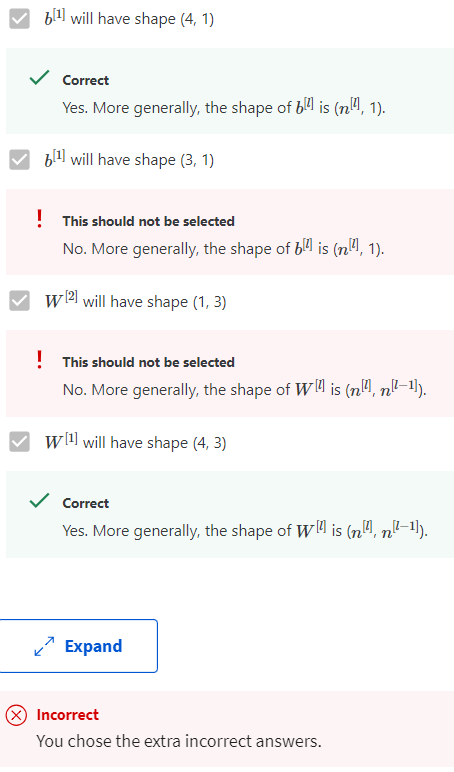 b[1] will have shape (4, 1)
Correct
Yes. More generally, the shape of b[l] is (n[l], 1).
b[1] will have shape (3, 1)
This should not be selected
No. More generally, the shape of b[l] is (n[l], 1).
W[2] will have shape (1, 3)
This should not be selected
No. More generally, the shape of W[l] is (n[l], n[l−1]).
W[1] will have shape (4, 3)
Correct
Yes. More generally, the shape of W[l] is (n[l], n[l−1]).
Expand
Incorrect
You chose the extra incorrect answers.